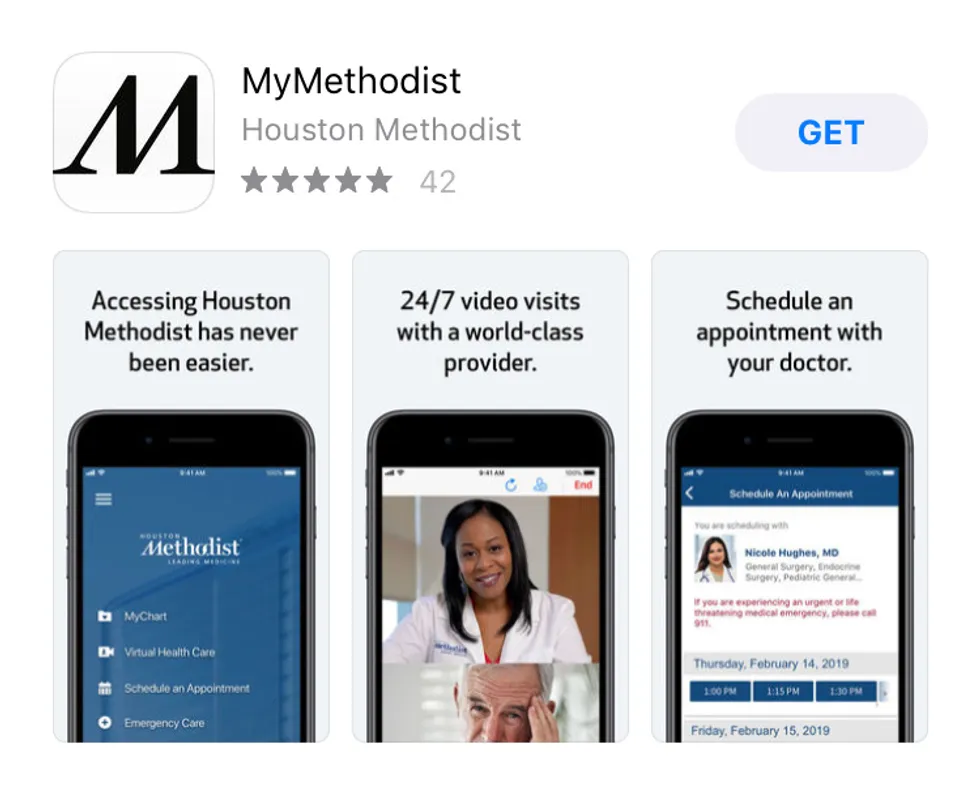 M
MyMethodist
Houston Methodist
42
GET
Accessing Houston
Methodist has never
been easier.
9:41 AM
100%
HOUSTON
Methodist
LEADING MEDICINE
MyChart
Virtual Health Care
Schedule an Appointment
Emergency Care
24/7 video visits
with a world-class
provider.
9:41 AM
100%
End
Methodist
Schedule an
appointment with
your doctor.
9:41 AM
100%
Schedule An Appointment
You are scheduling with
Nicole Hughes, MD
General Surgery, Endocrine
Surgery, Pediatric General...
If you are experiencing an urgent or life
threatening medical emergency, please call
911.
Thursday, February 14, 2019
1:00 PM
1:15 PM
1:30 PM
Friday, February 15, 2019